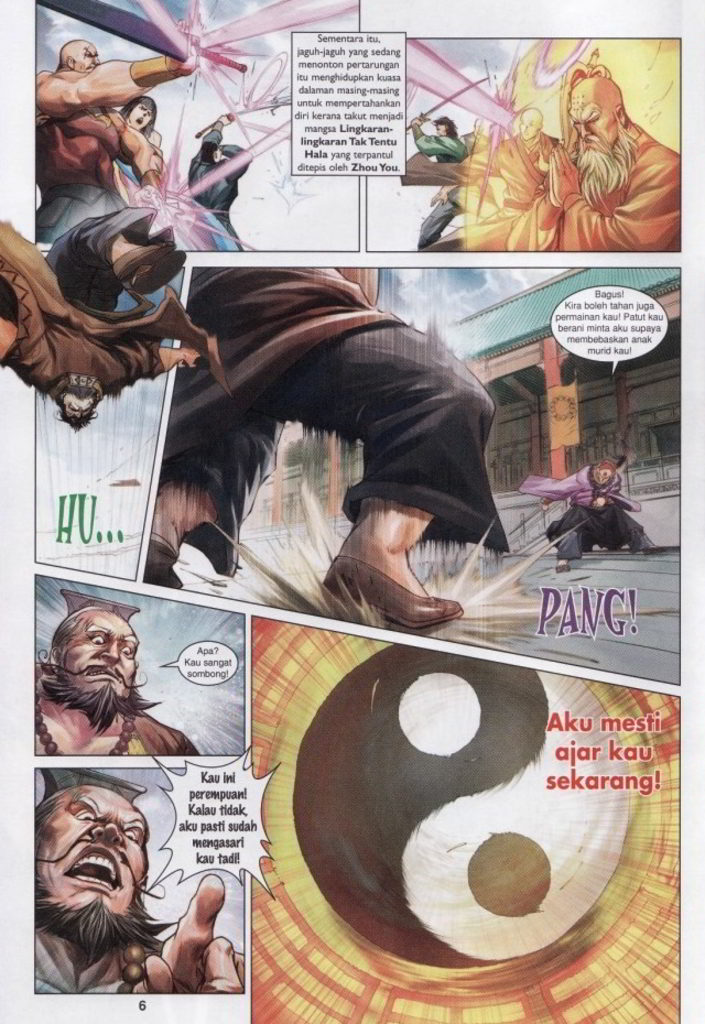 Sementara itu,
jaguh-jaguh yang sedang
menonton pertarungan
itu menghidupkan kuasa
dalaman masing-masing
untuk mempertahankan
diri kerana takut menjadi
mangsa Lingkaran-
lingkaran Tak Tentu
Hala yang terpantul
ditepis oleh Zhou You.
Bagus!
Kira boleh tahan juga
permainan kau! Patut kau
berani minta aku supaya
membebaskan anak
murid kau!
HU...
PANG!
Apa?
Kau sangat
sombong!
Kau ini
perempuan!
Kalau tidak,
aku pasti sudah
mengasari
kau tadi!
Aku mesti
ajar kau
sekarang!
6